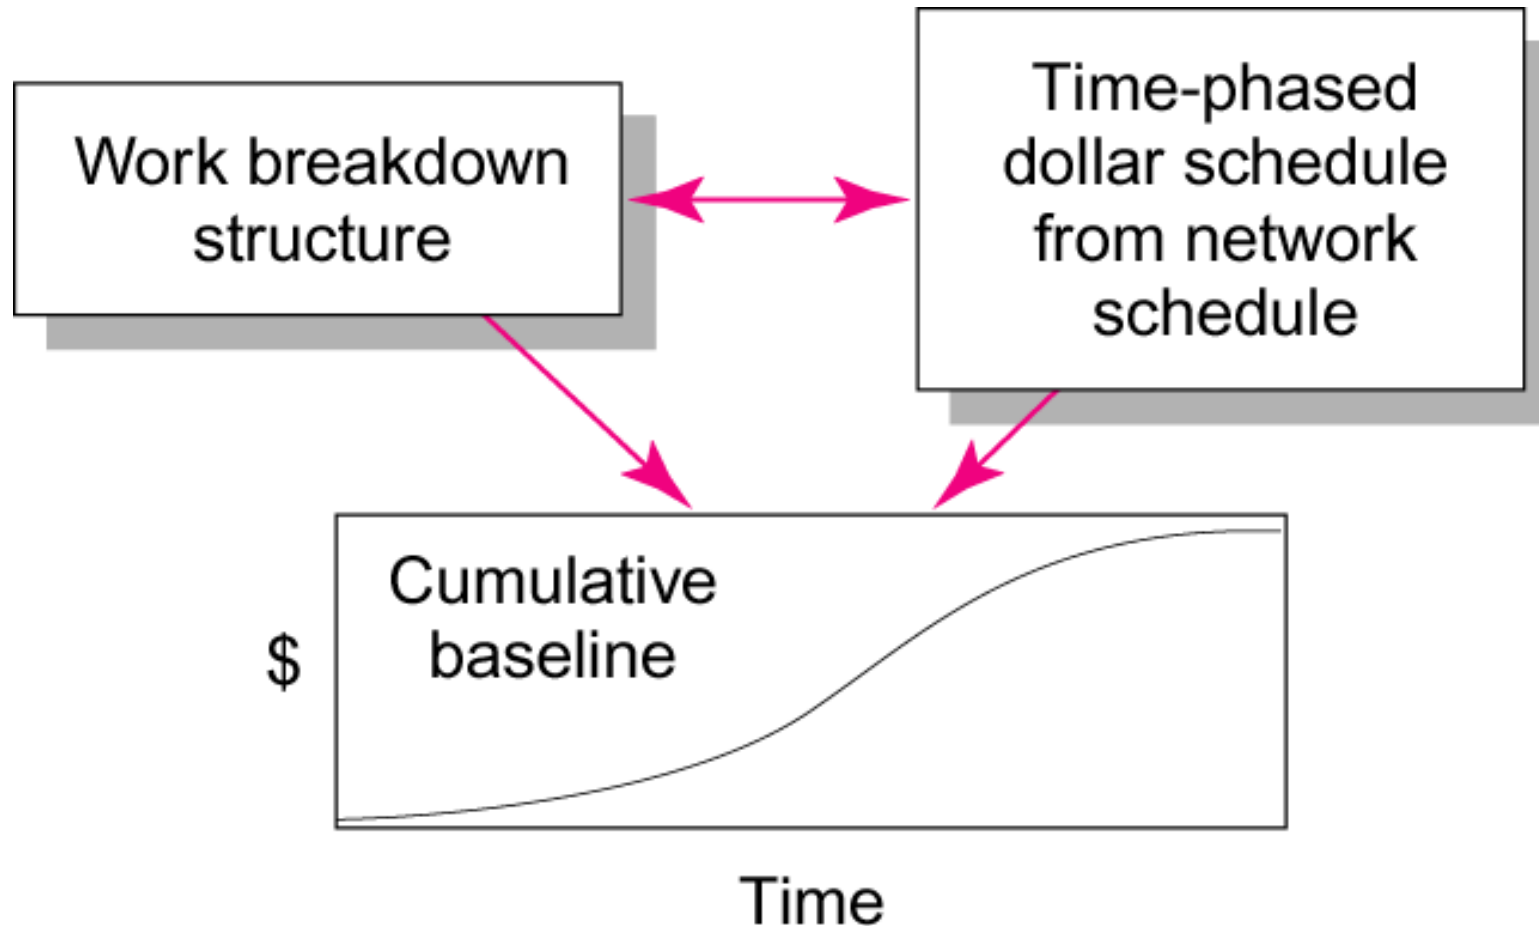 Work breakdown
structure
Time-phased
dollar schedule
from network
schedule
Cumulative
baseline
$
Time